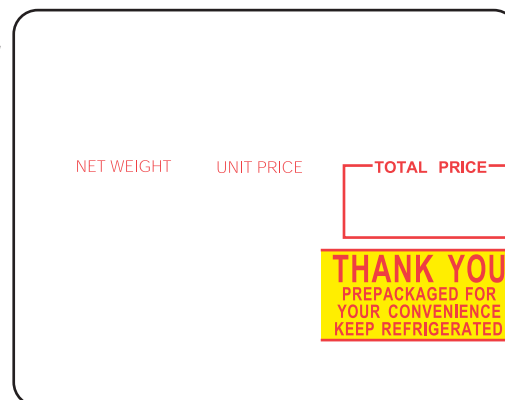 NET WEIGHT UNIT PRICE TOTAL PRICE
THANK YOU
PREPACKAGED FOR
YOUR CONVENIENCE
KEEP REFRIGERATED